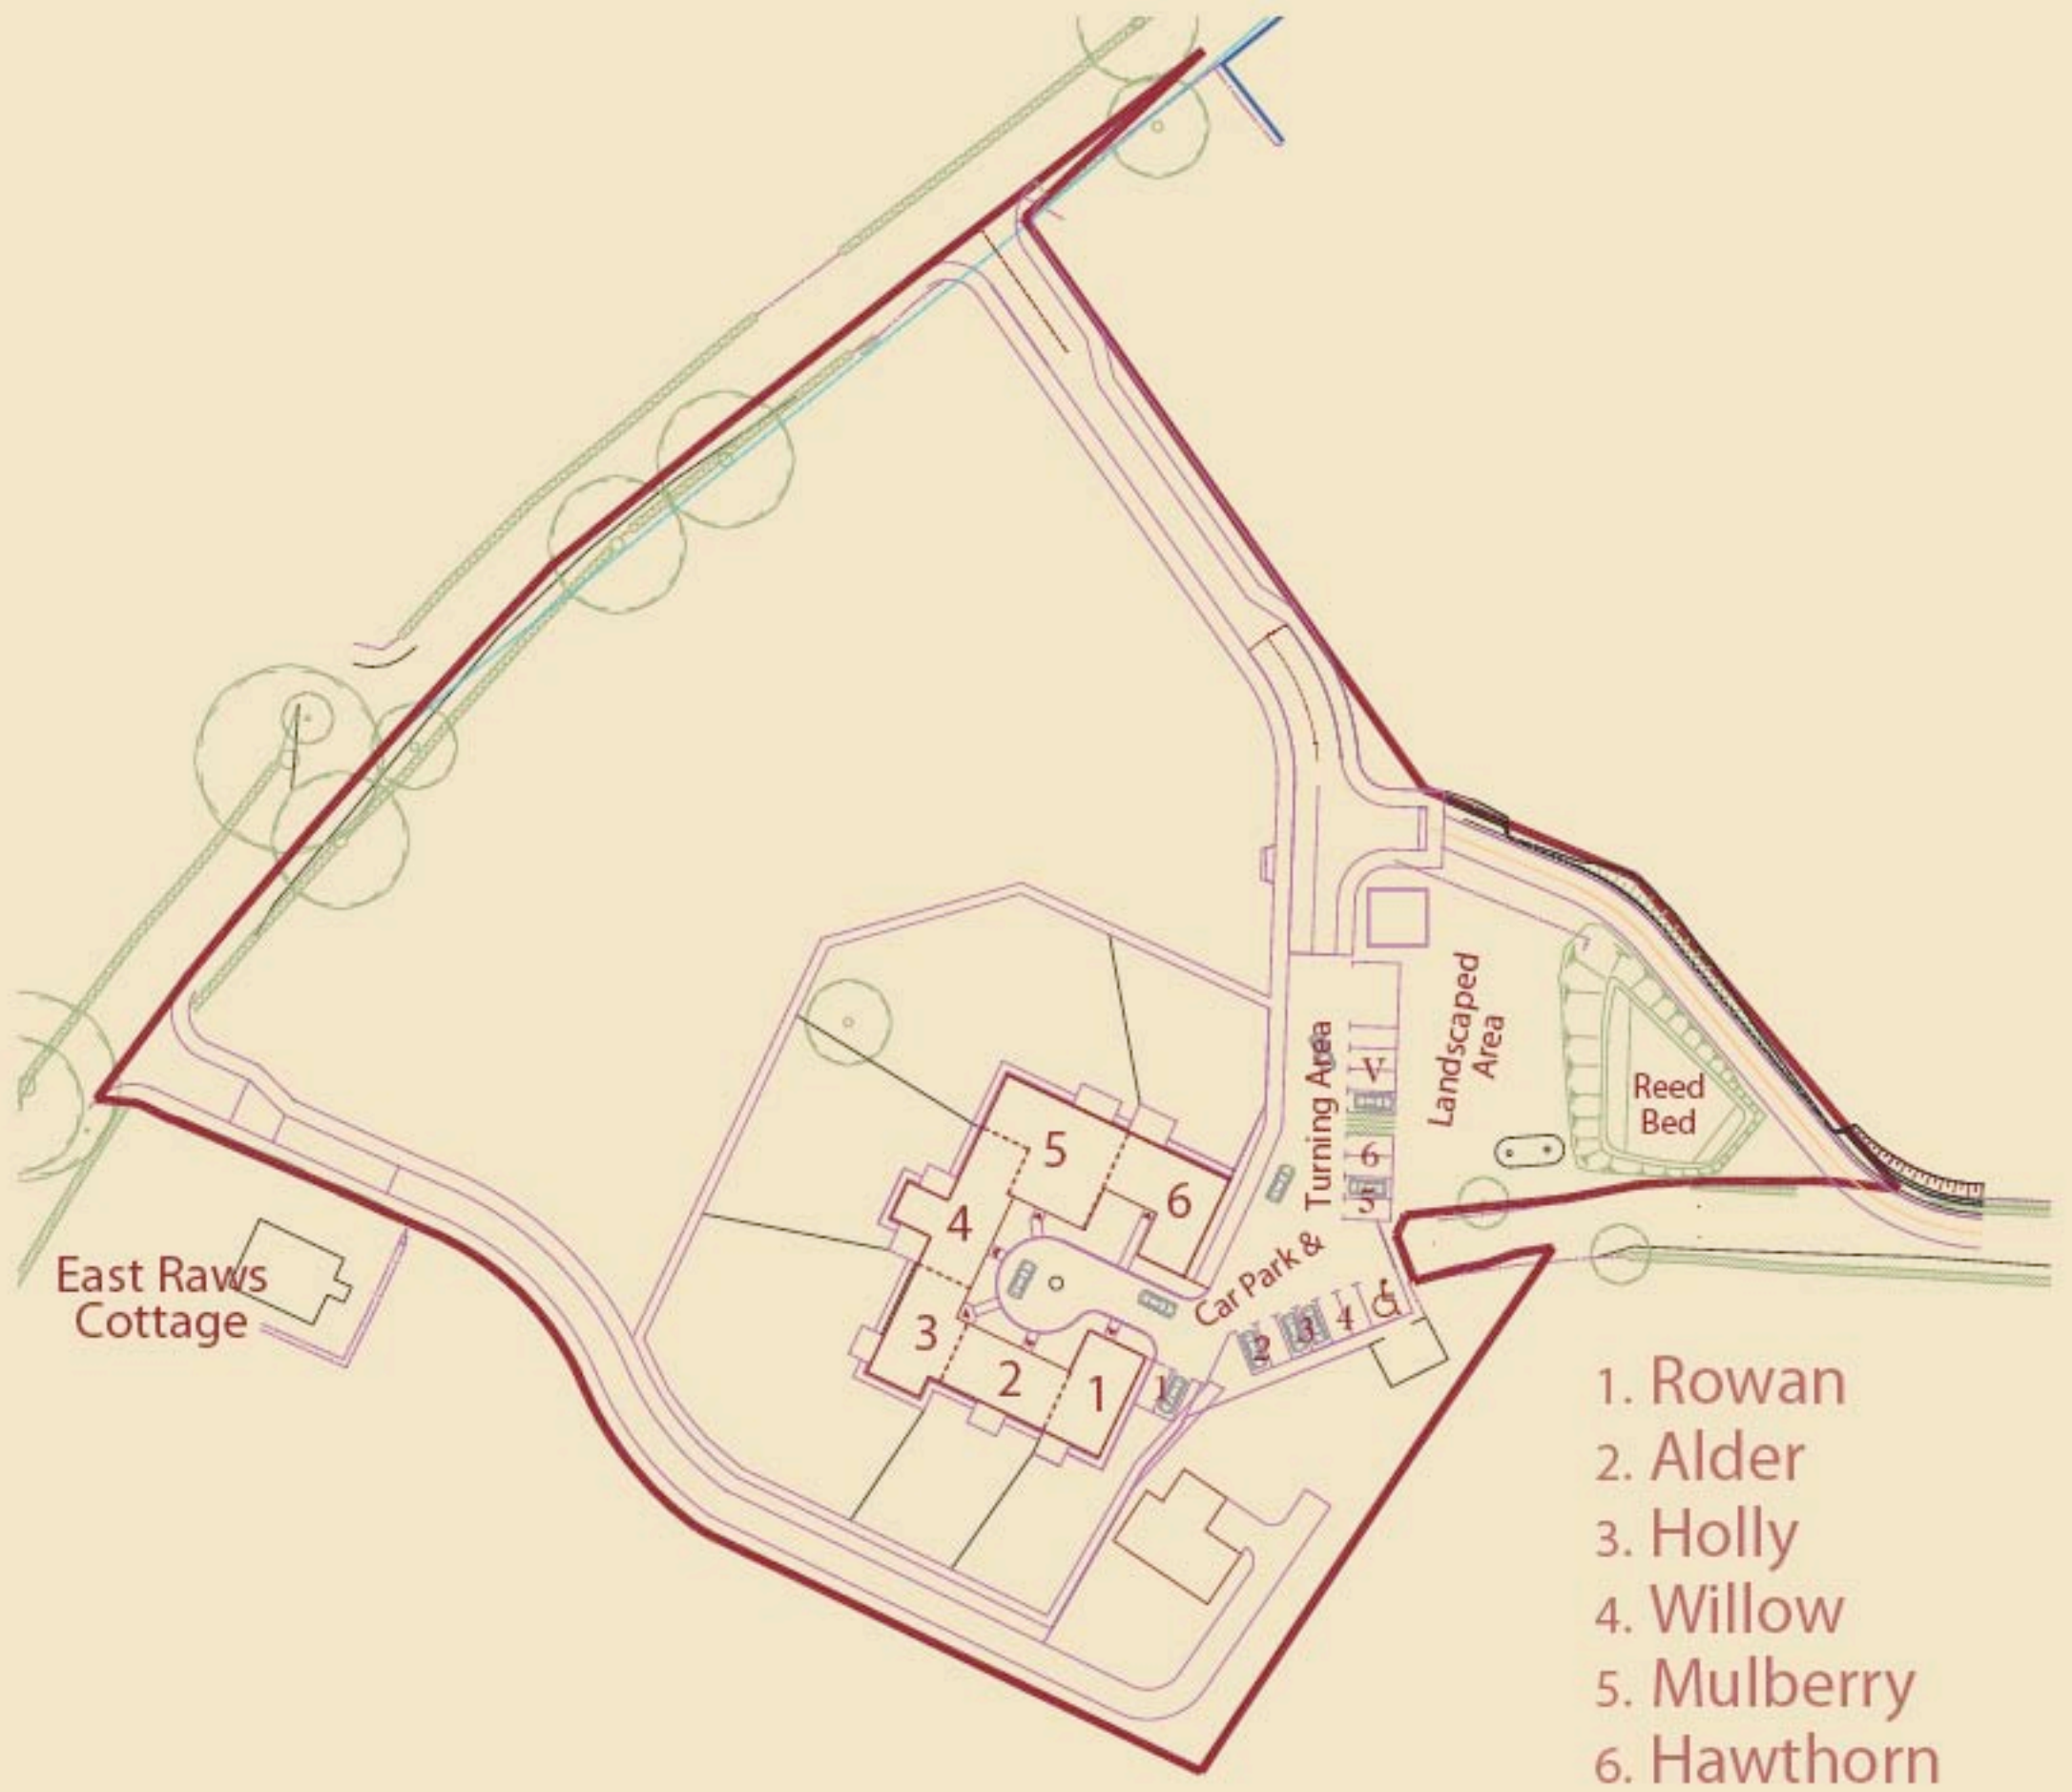 Landscaped
Area
Turning Area
V
6
5
Reed
Bed
5
6
4
East Raws
Cottage
Car Park &
4
3
2
3
2
1
1
1. Rowan
2. Alder
3. Holly
4. Willow
5. Mulberry
6. Hawthorn